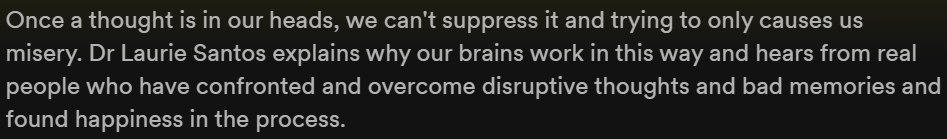 Once a thought is in our heads, we can't suppress it and trying to only causes us
misery. Dr Laurie Santos explains why our brains work in this way and hears from real
people who have confronted and overcome disruptive thoughts and bad memories and
found happiness in the process.